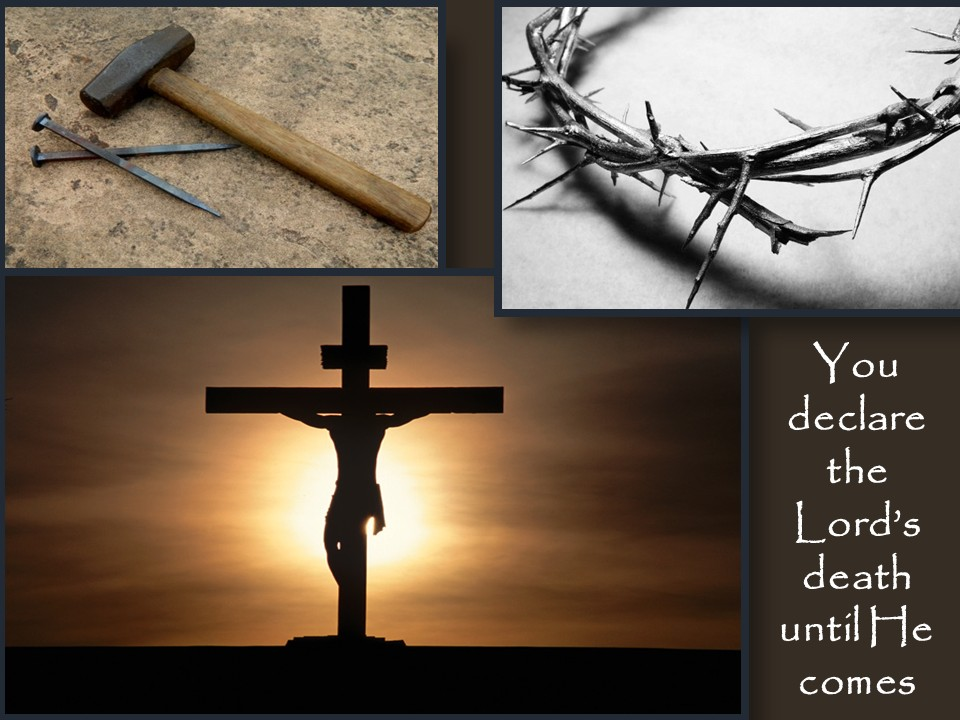 You
declare
the
Lord’s
death
until He
comes